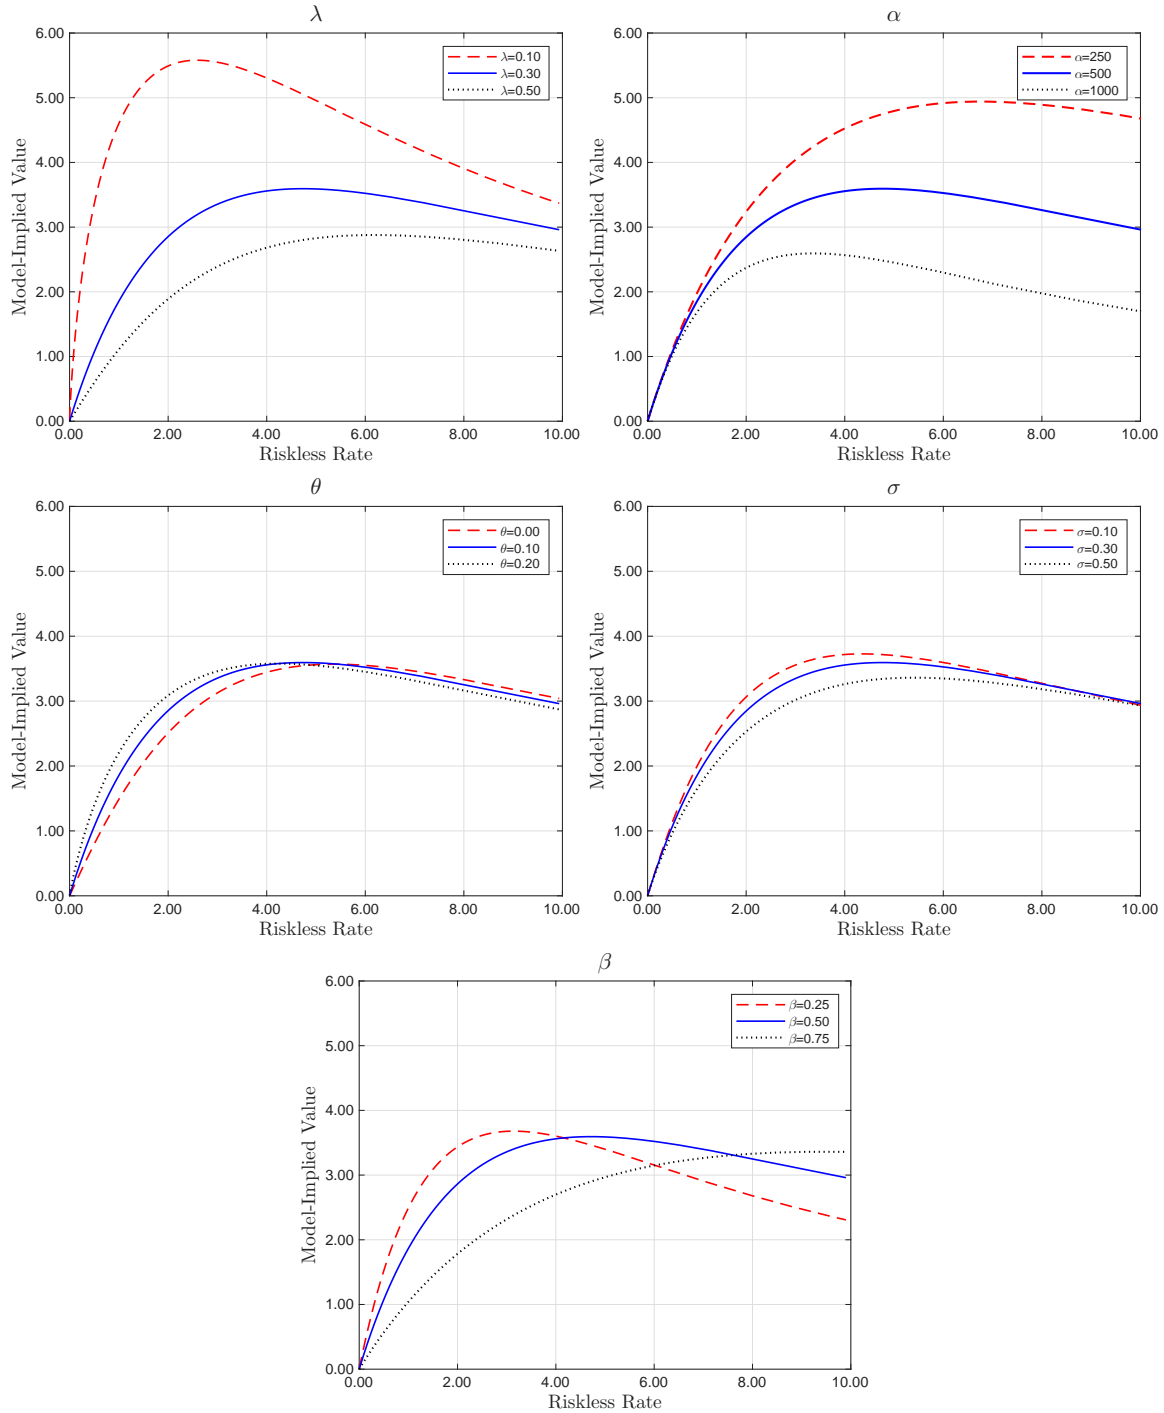 λ
6.00
5.00
4.00
3.00
2.00
1.00
0.00
Model-Implied Value
λ=0.10
λ=0.30
λ=0.50
0.00 2.00 4.00 6.00 8.00 10.00
Riskless Rate
α
6.00
5.00
4.00
3.00
2.00
1.00
0.00
Model-Implied Value
α=250
α=500
α=1000
0.00 2.00 4.00 6.00 8.00 10.00
Riskless Rate
θ
6.00
5.00
4.00
3.00
2.00
1.00
0.00
Model-Implied Value
θ=0.00
θ=0.10
θ=0.20
0.00 2.00 4.00 6.00 8.00 10.00
Riskless Rate
σ
6.00
5.00
4.00
3.00
2.00
1.00
0.00
Model-Implied Value
σ=0.10
σ=0.30
σ=0.50
0.00 2.00 4.00 6.00 8.00 10.00
Riskless Rate
β
6.00
5.00
4.00
3.00
2.00
1.00
0.00
Model-Implied Value
β=0.25
β=0.50
β=0.75
0.00 2.00 4.00 6.00 8.00 10.00
Riskless Rate